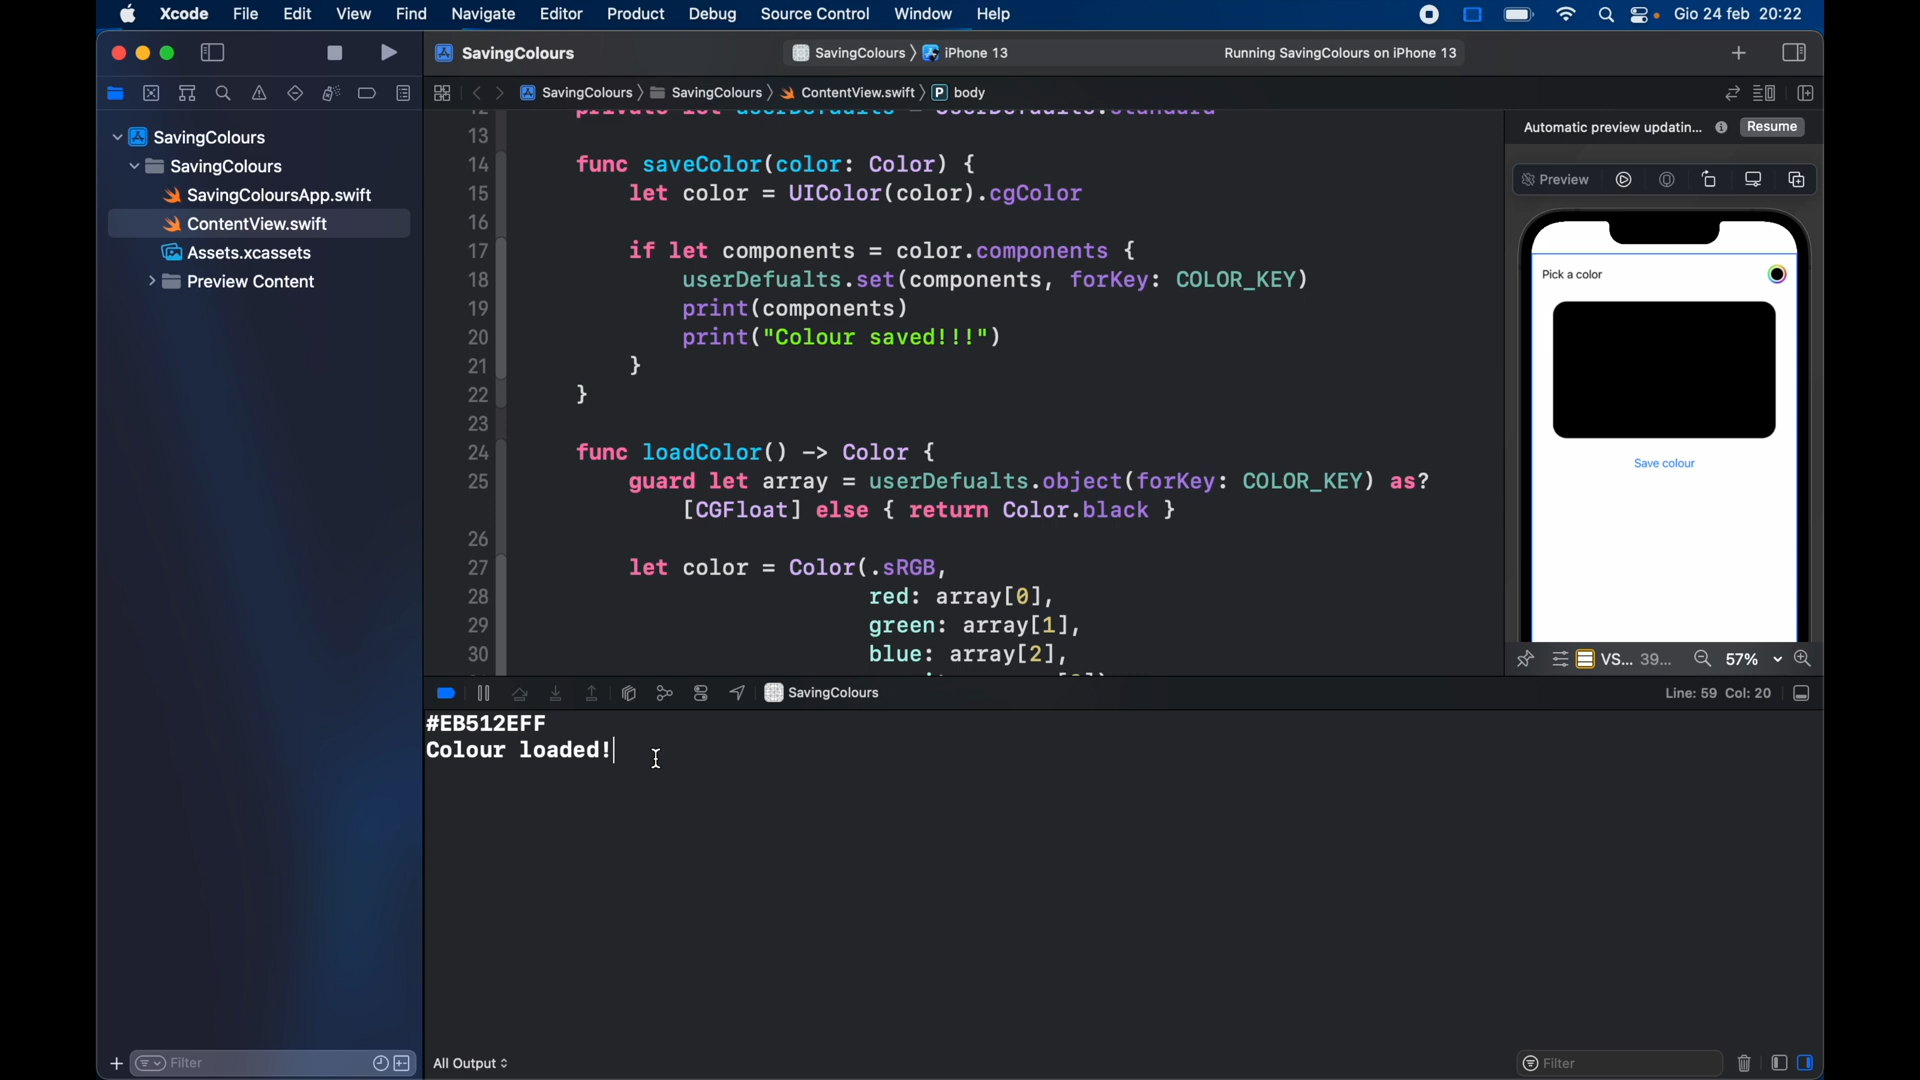 Xcode File Edit View Find Navigate Editor Product Debug Source Control Window Help Gio 24 feb 20:22
SavingColours SavingColours iPhone 13 Running SavingColours on iPhone 13
SavingColours SavingColours ContentView.swift P body
SavingColours
SavingColours
SavingColoursApp.swift
ContentView.swift
Assets.xcassets
Preview Content
Filter
13
14 func saveColor(color: Color) {
15 let color = UIColor(color).cgColor
16
17 if let components = color.components {
18 userDefualts.set(components, forKey: COLOR_KEY)
19 print(components)
20 print("Colour saved!!!")
21 }
22 }
23
24 func loadColor() -> Color {
25 guard let array = userDefualts.object(forKey: COLOR_KEY) as?
[CGFloat] else { return Color.black }
26
27 let color = Color(.sRGB,
28 red: array[0],
29 green: array[1],
30 blue: array[2],
Automatic preview updatin... Resume
Preview
Pick a color
Save colour
VS... 39... 57%
SavingColours Line: 59 Col: 20
#EB512EFF
Colour loaded!
All Output Filter